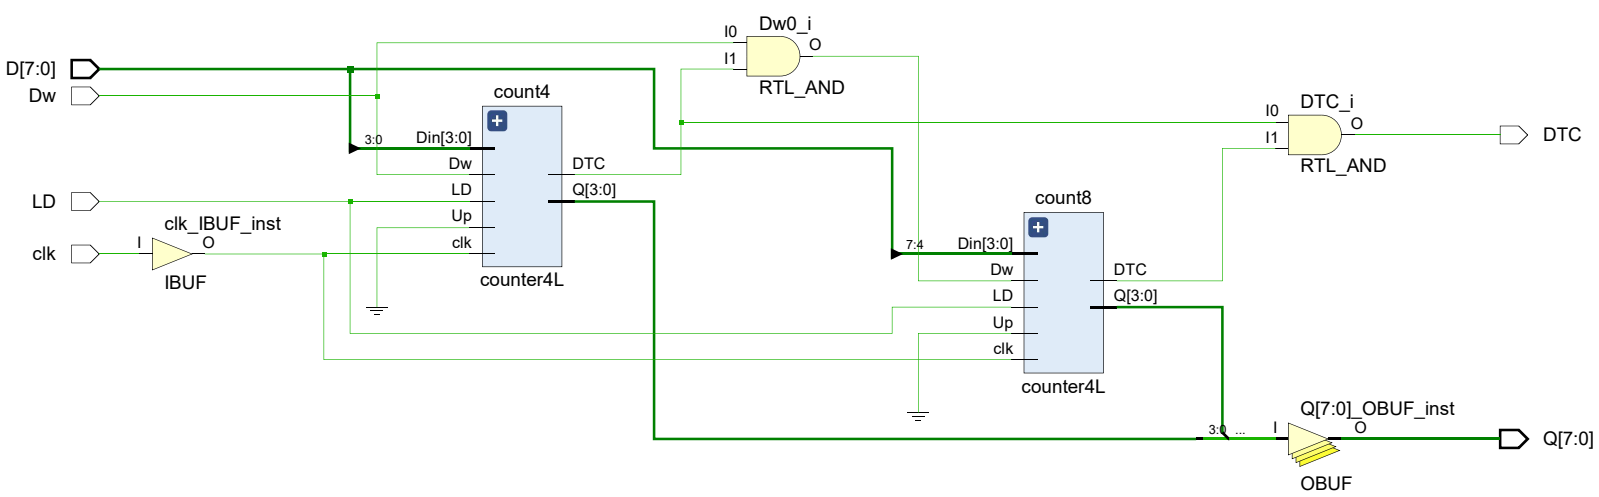 Dw0_i
I0
O
I1
RTL_AND
D[7:0]
Dw
count4
3:0
Din[3:0]
Dw
DTC
LD
Q[3:0]
Up
clk
counter4L
LD
clk_IBUF_inst
clk
I
O
IBUF
DTC_i
I0
O
I1
RTL_AND
DTC
count8
7:4
Din[3:0]
Dw
DTC
LD
Q[3:0]
Up
clk
counter4L
Q[7:0]_OBUF_inst
3:0 ...
I
O
OBUF
Q[7:0]